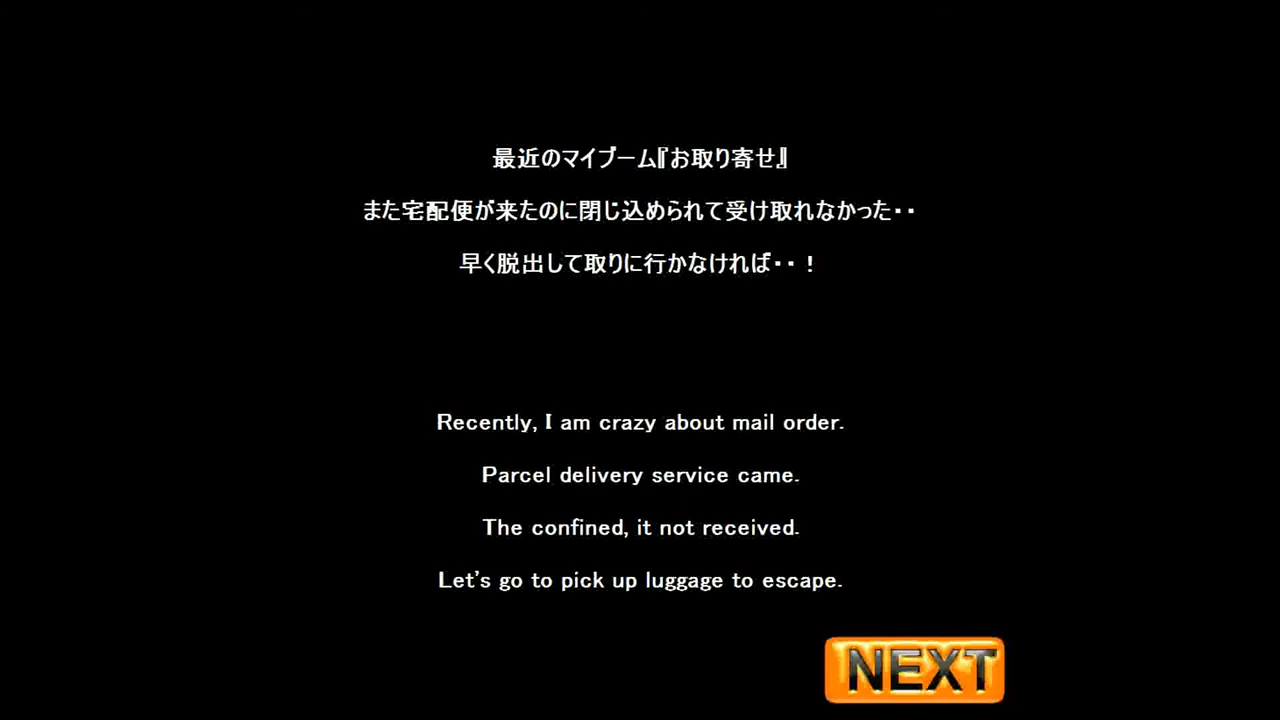 最近のマイブーム『お取り寄せ』
また宅配便が来たのに閉じ込められて受け取れなかった・・
早く脱出して取りに行かなければ・・！
Recently, I am crazy about mail order.
Parcel delivery service came.
The confined, it not received.
Let's go to pick up luggage to escape.
NEXT